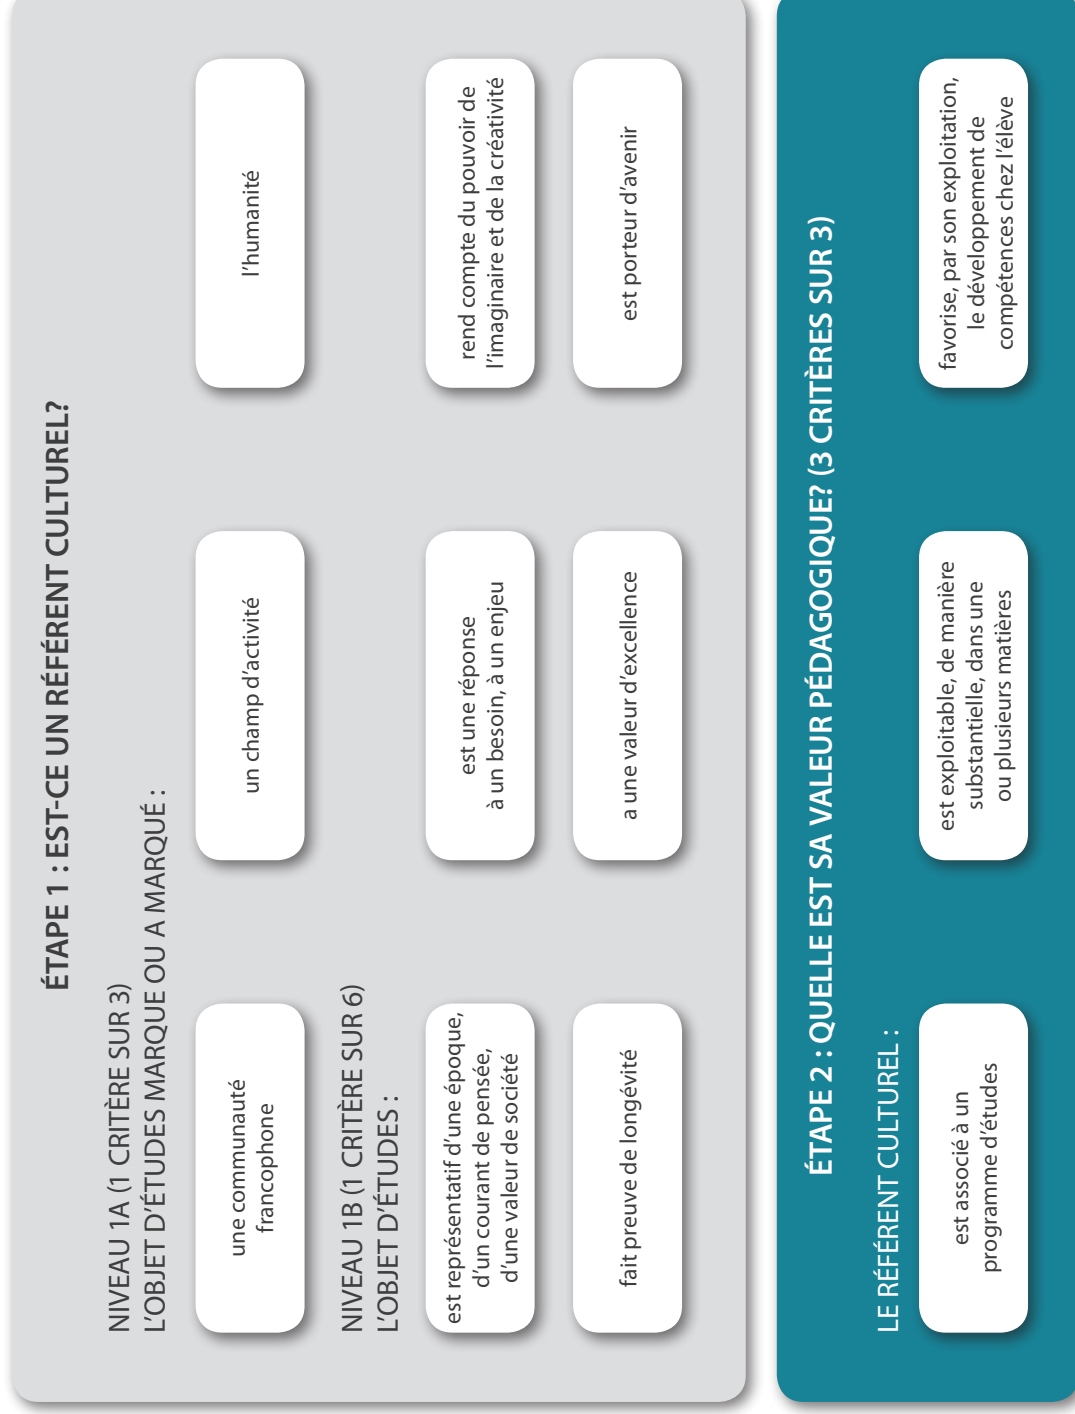 ÉTAPE 1 : EST-CE UN RÉFÉRENT CULTUREL?
NIVEAU 1A (1 CRITÈRE SUR 3)
L'OBJET D'ÉTUDES MARQUE OU A MARQUÉ :
une communauté
francophone
un champ d'activité
l'humanité
NIVEAU 1B (1 CRITÈRE SUR 6)
L'OBJET D'ÉTUDES :
est représentatif d'une époque,
d'un courant de pensée,
d'une valeur de société
est une réponse
à un besoin, à un enjeu
rend compte du pouvoir de
l'imaginaire et de la créativité
fait preuve de longévité
a une valeur d'excellence
est porteur d'avenir
ÉTAPE 2 : QUELLE EST SA VALEUR PÉDAGOGIQUE? (3 CRITÈRES SUR 3)
LE RÉFÉRENT CULTUREL :
est associé à un
programme d'études
est exploitable, de manière
substantielle, dans une
ou plusieurs matières
favorise, par son exploitation,
le développement de
compétences chez l'élève